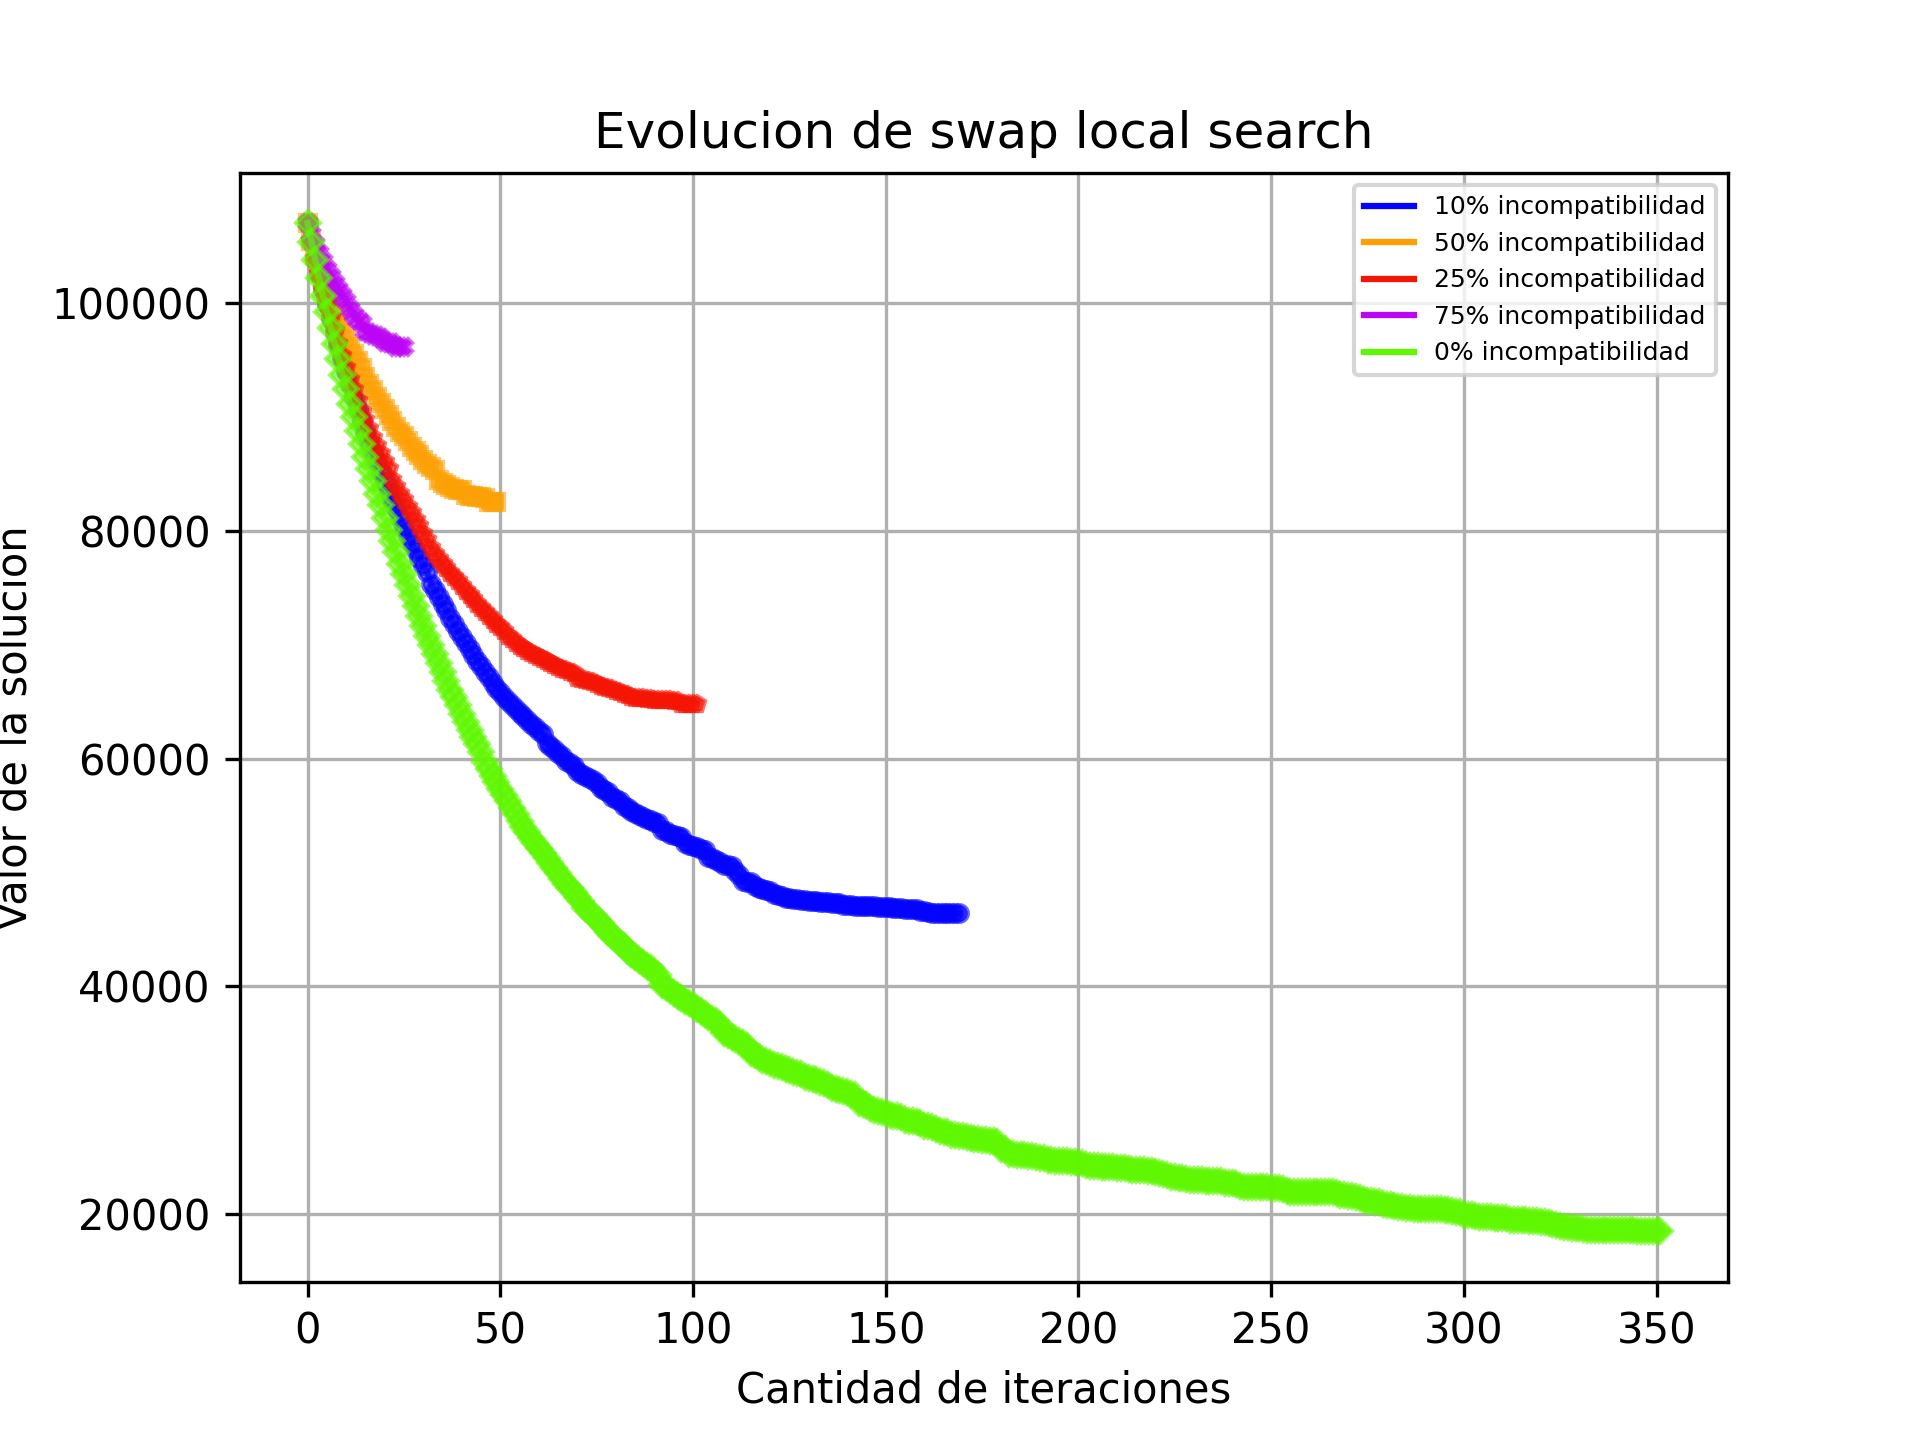 Evolucion de swap local search
10% incompatibilidad
50% incompatibilidad
25% incompatibilidad
75% incompatibilidad
0% incompatibilidad
Valor de la solucion
100000
80000
60000
40000
20000
0 50 100 150 200 250 300 350
Cantidad de iteraciones